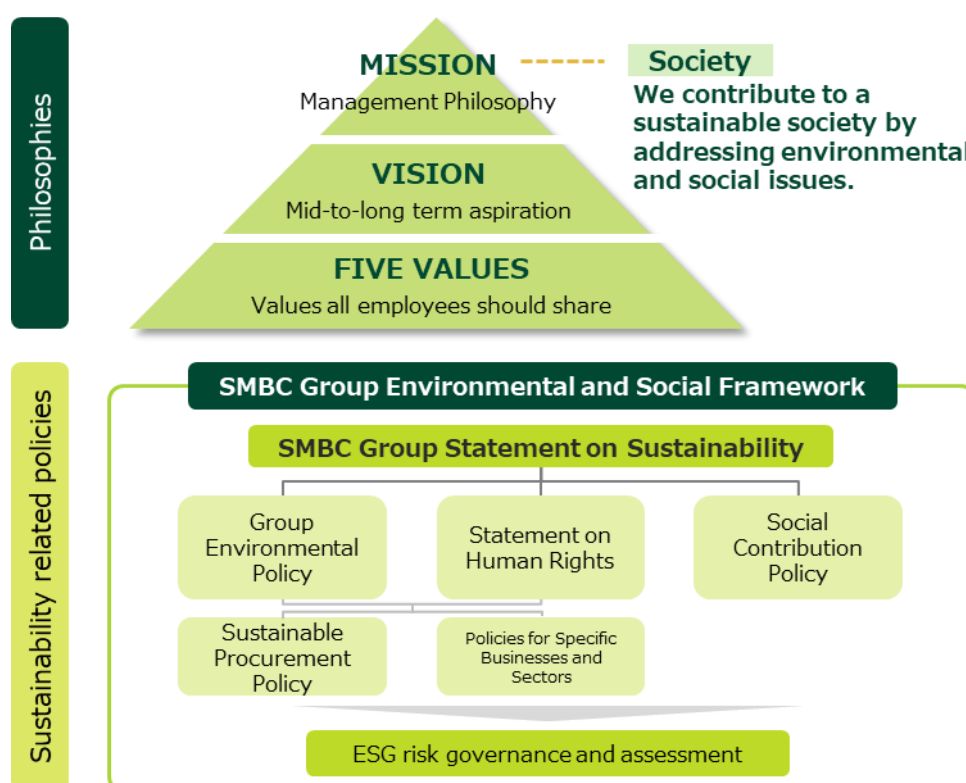 Philosophies
MISSION
Management Philosophy
Society
We contribute to a
sustainable society by
addressing environmental
and social issues.
VISION
Mid-to-long term aspiration
FIVE VALUES
Values all employees should share
Sustainability related policies
SMBC Group Environmental and Social Framework
SMBC Group Statement on Sustainability
Group
Environmental
Policy
Statement on
Human Rights
Social
Contribution
Policy
Sustainable
Procurement
Policy
Policies for Specific
Businesses and
Sectors
ESG risk governance and assessment